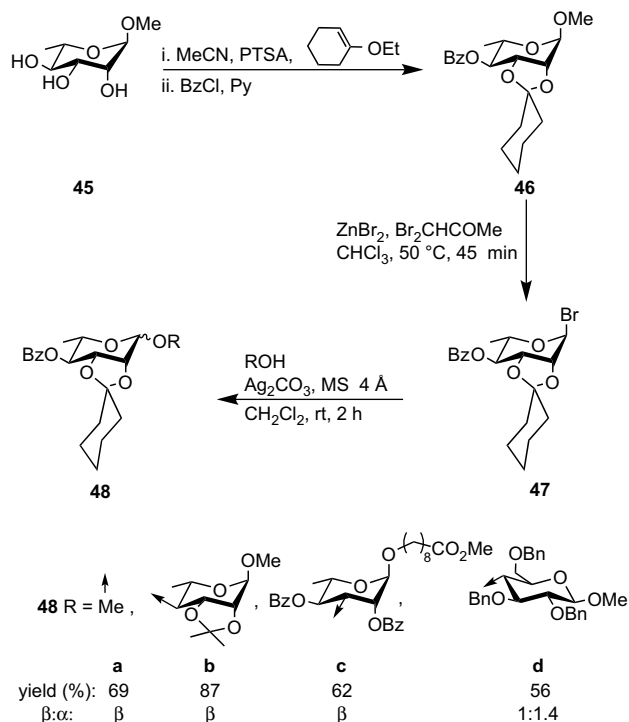 OMe
O
HO
HO
OH
45
i. MeCN, PTSA,
OEt
ii. BzCl, Py
OMe
O
BzO
O
O
46
ZnBr2, Br2CHCOMe
CHCl3, 50 °C, 45 min
Br
O
BzO
O
O
47
ROH
Ag2CO3, MS 4 Å
CH2Cl2, rt, 2 h
O
OR
BzO
O
O
48
48 R = Me ,
OMe
O
O
O
,
O
( )8
CO2Me
O
BzO
OBz
,
OBn
O
BnO
OBn
OMe
a b c d
yield (%): 69 87 62 56
β:α: β β β 1:1.4